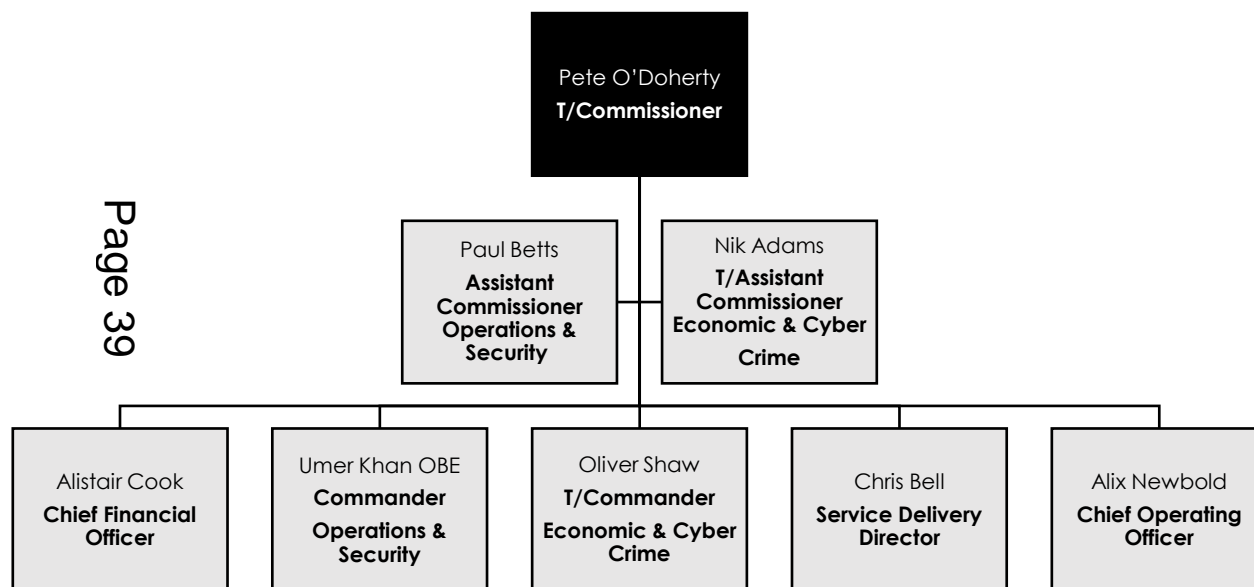 Pete O’Doherty
T/Commissioner
Page 39
Paul Betts
Assistant
Commissioner
Operations &
Security
Nik Adams
T/Assistant
Commissioner
Economic & Cyber
Crime
Alistair Cook
Chief Financial
Officer
Umer Khan OBE
Commander
Operations &
Security
Oliver Shaw
T/Commander
Economic & Cyber
Crime
Chris Bell
Service Delivery
Director
Alix Newbold
Chief Operating
Officer